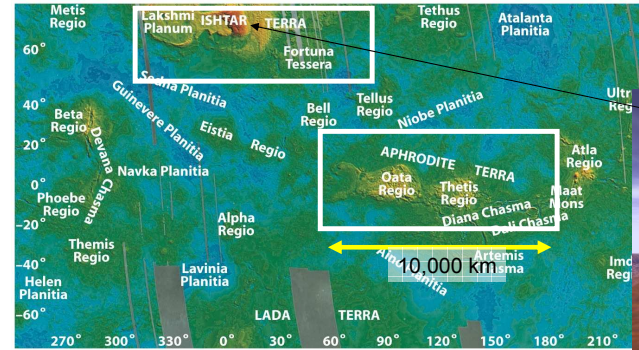 Metis
Regio
Lakshmi
Planum
ISHTAR TERRA
Fortuna
Tessera
Tethus
Regio
Atalanta
Planitia
60°
Sedna Planitia
Guinevere Planitia
40°
Beta
Regio
Devana Chasma
Eistla Regio
Bell
Regio
Tellus
Regio
Niobe Planitia
20°
Navka Planitia
APHRODITE TERRA
Oata
Regio
Thetis
Regio
Atla
Regio
Maat
Mons
0°
Phoebe
Regio
Diana Chasma
Dali Chasma
−20°
Alpha
Regio
Themis
Regio
10,000 km
Artemis
−40°
Helen
Planitia
Lavinia
Planitia
Planitia
−60°
LADA TERRA
270° 300° 330° 0° 30° 60° 90° 120° 150° 180° 210°